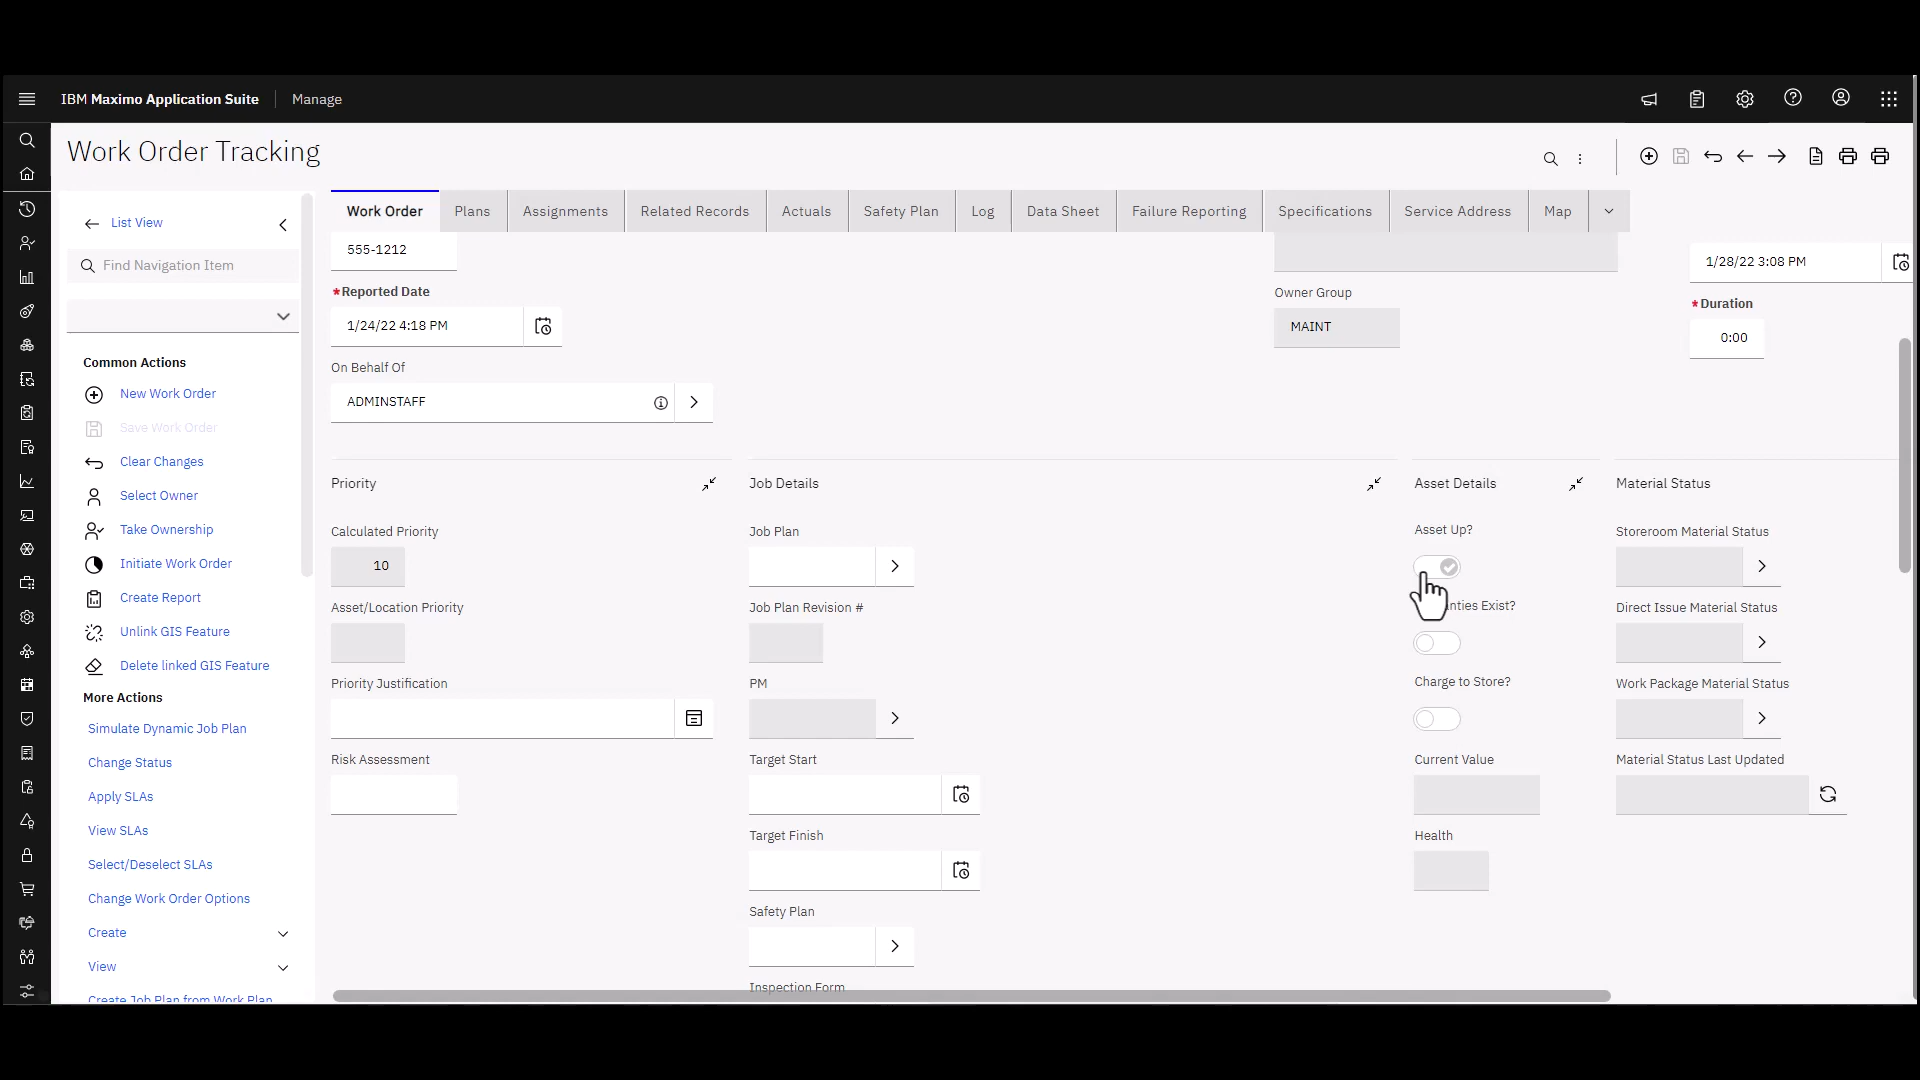 IBM Maximo Application Suite Manage
Work Order Tracking
List View
Find Navigation Item
Common Actions
New Work Order
Save Work Order
Clear Changes
Select Owner
Take Ownership
Initiate Work Order
Create Report
Unlink GIS Feature
Delete linked GIS Feature
More Actions
Simulate Dynamic Job Plan
Change Status
Apply SLAs
View SLAs
Select/Deselect SLAs
Change Work Order Options
Create
View
Create Job Plan from Work Plan
Work Order Plans Assignments Related Records Actuals Safety Plan Log Data Sheet Failure Reporting Specifications Service Address Map
555-1212
*Reported Date
1/24/22 4:18 PM
On Behalf Of
ADMINSTAFF
Owner Group
MAINT
1/28/22 3:08 PM
*Duration
0:00
Priority
Calculated Priority
10
Asset/Location Priority
Priority Justification
Risk Assessment
Job Details
Job Plan
Job Plan Revision #
PM
Target Start
Target Finish
Safety Plan
Inspection Form
Asset Details
Asset Up?
Exist?
Charge to Store?
Current Value
Health
Material Status
Storeroom Material Status
Direct Issue Material Status
Work Package Material Status
Material Status Last Updated